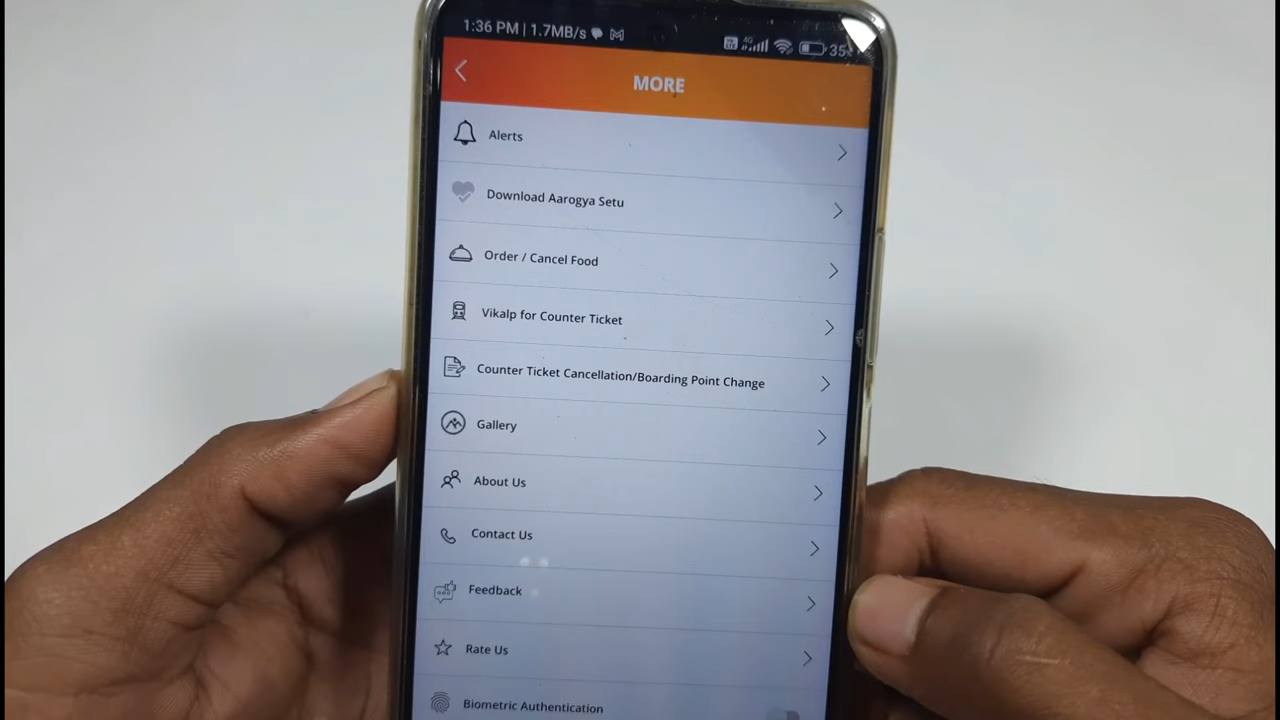 1:36 PM | 1.7MB/s 4G 35
MORE
Alerts
Download Aarogya Setu
Order / Cancel Food
Vikalp for Counter Ticket
Counter Ticket Cancellation/Boarding Point Change
Gallery
About Us
Contact Us
Feedback
Rate Us
Biometric Authentication